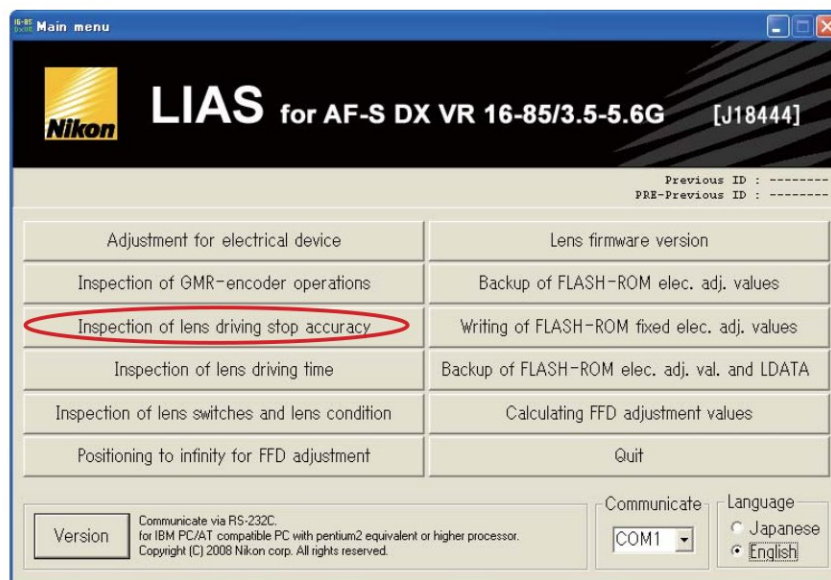 Main menu
Nikon
LIAS for AF-S DX VR 16-85/3.5-5.6G [J18444]
Previous ID : --------
PRE-Previous ID : --------
Adjustment for electrical device
Lens firmware version
Inspection of GMR-encoder operations
Backup of FLASH-ROM elec. adj. values
Inspection of lens driving stop accuracy
Writing of FLASH-ROM fixed elec. adj. values
Inspection of lens driving time
Backup of FLASH-ROM elec. adj. val. and LDATA
Inspection of lens switches and lens condition
Calculating FFD adjustment values
Positioning to infinity for FFD adjustment
Quit
Version
Communicate via RS-232C.
for IBM PC/AT compatible PC with pentium2 equivalent or higher processor.
Copyright (C) 2008 Nikon corp. All rights reserved.
Communicate
COM1
Language
Japanese
English